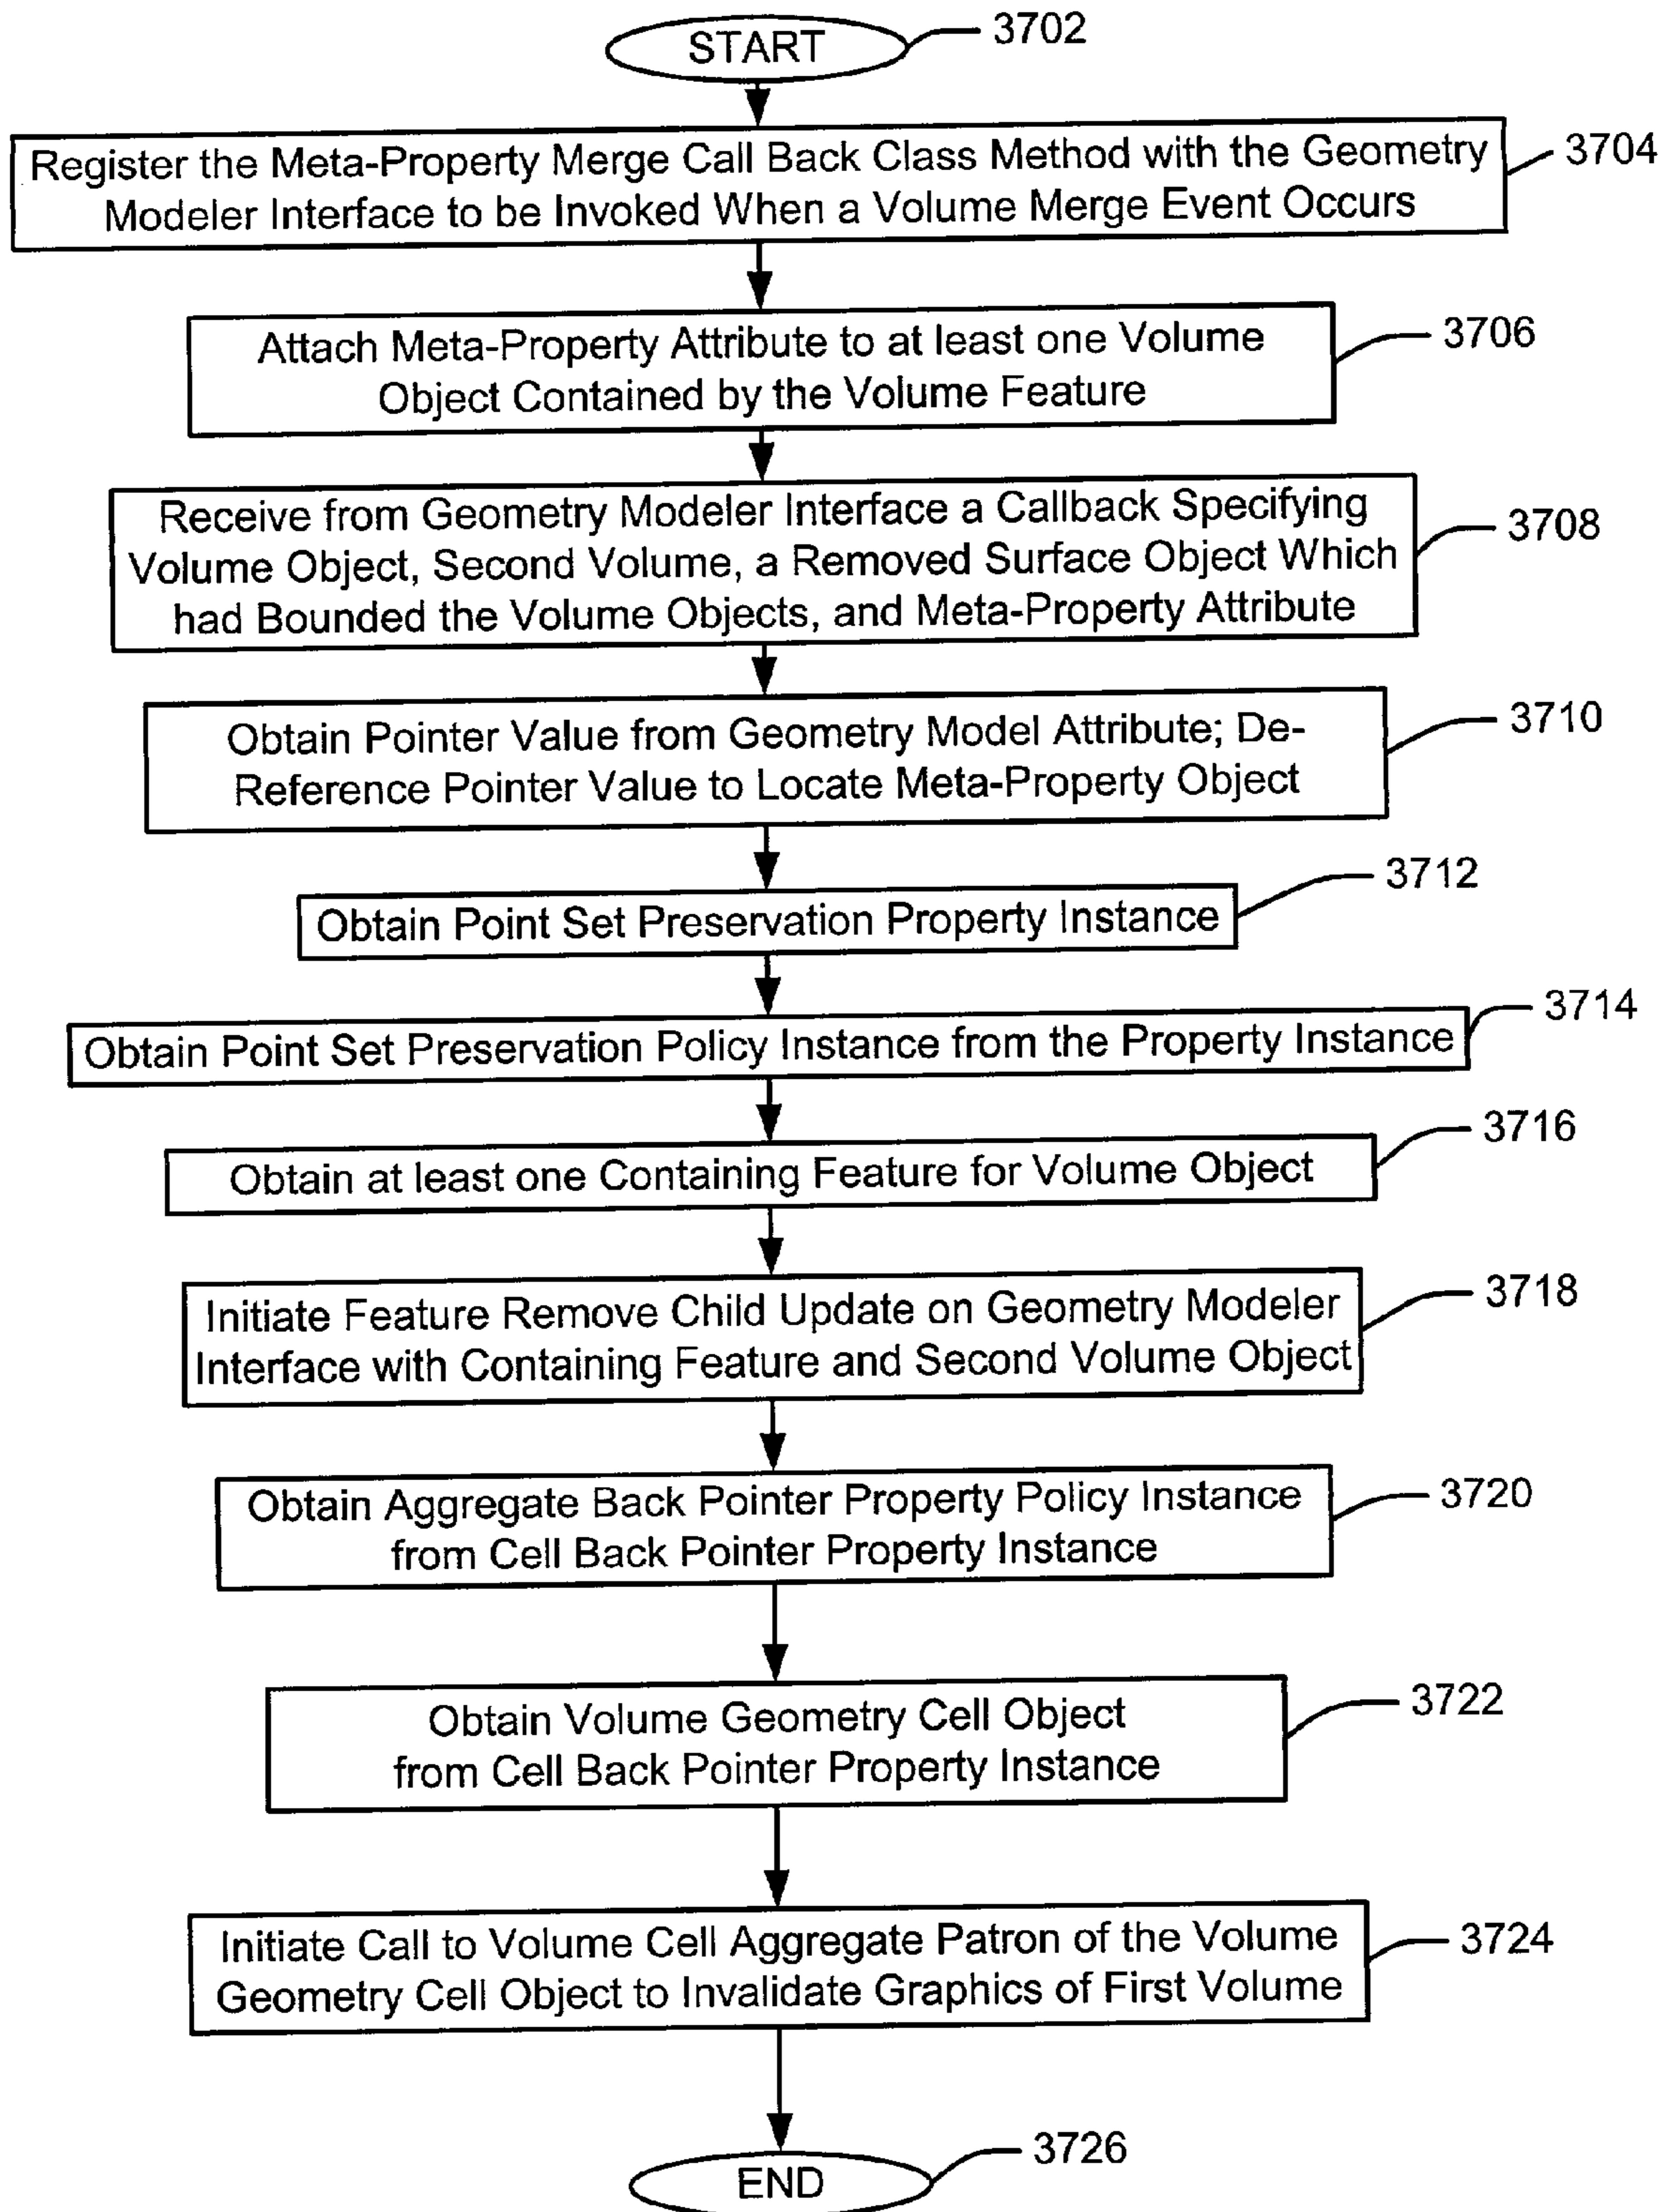 START
3702
Register the Meta-Property Merge Call Back Class Method with the Geometry
Modeler Interface to be Invoked When a Volume Merge Event Occurs
3704
Attach Meta-Property Attribute to at least one Volume
Object Contained by the Volume Feature
3706
Receive from Geometry Modeler Interface a Callback Specifying
Volume Object, Second Volume, a Removed Surface Object Which
had Bounded the Volume Objects, and Meta-Property Attribute
3708
Obtain Pointer Value from Geometry Model Attribute; De-
Reference Pointer Value to Locate Meta-Property Object
3710
Obtain Point Set Preservation Property Instance
3712
Obtain Point Set Preservation Policy Instance from the Property Instance
3714
Obtain at least one Containing Feature for Volume Object
3716
Initiate Feature Remove Child Update on Geometry Modeler
Interface with Containing Feature and Second Volume Object
3718
Obtain Aggregate Back Pointer Property Policy Instance
from Cell Back Pointer Property Instance
3720
Obtain Volume Geometry Cell Object
from Cell Back Pointer Property Instance
3722
Initiate Call to Volume Cell Aggregate Patron of the Volume
Geometry Cell Object to Invalidate Graphics of First Volume
3724
END
3726